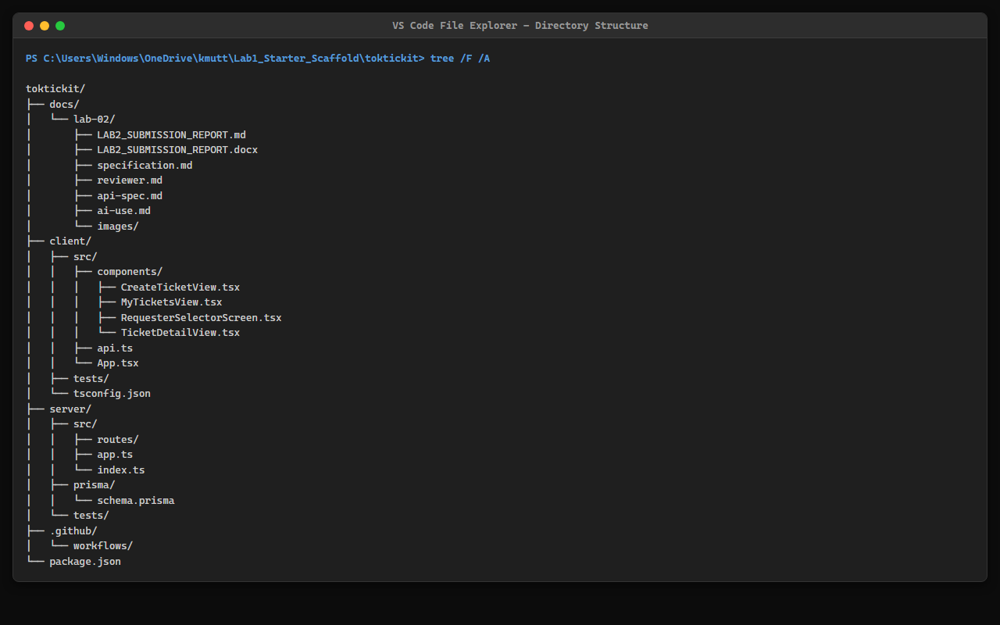 VS Code File Explorer - Directory Structure
PS C:\Users\Windows\OneDrive\kmutt\Lab1_Starter_Scaffold\toktickit> tree /F /A
toktickit/
├── docs/
│   └── lab-02/
│       ├── LAB2_SUBMISSION_REPORT.md
│       ├── LAB2_SUBMISSION_REPORT.docx
│       ├── specification.md
│       ├── reviewer.md
│       ├── api-spec.md
│       ├── ai-use.md
│       └── images/
├── client/
│   ├── src/
│   │   ├── components/
│   │   │   ├── CreateTicketView.tsx
│   │   │   ├── MyTicketsView.tsx
│   │   │   ├── RequesterSelectorScreen.tsx
│   │   │   └── TicketDetailView.tsx
│   │   ├── api.ts
│   │   └── App.tsx
│   ├── tests/
│   └── tsconfig.json
├── server/
│   ├── src/
│   │   ├── routes/
│   │   ├── app.ts
│   │   └── index.ts
│   ├── prisma/
│   │   └── schema.prisma
│   └── tests/
├── .github/
│   └── workflows/
└── package.json